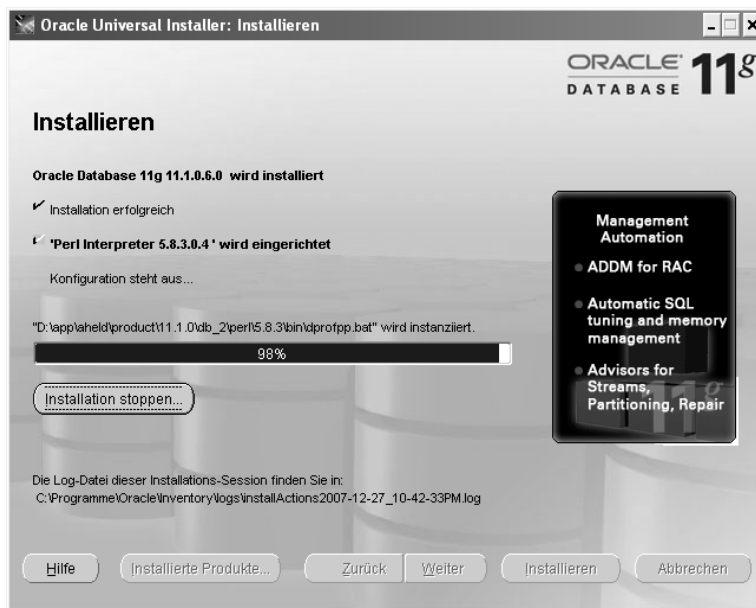 Oracle Universal Installer: Installieren
ORACLE
DATABASE 11g
Installieren
Oracle Database 11g 11.1.0.6.0 wird installiert
Installation erfolgreich
'Perl Interpreter 5.8.3.0.4 ' wird eingerichtet
Konfiguration steht aus...
"D:\app\aheld\product\11.1.0\db_2\perl\5.8.3\bin\dprofpp.bat" wird instanziiert.
98%
Installation stoppen...
Management
Automation
ADDM for RAC
Automatic SQL
tuning and memory
management
Advisors for
Streams,
Partitioning, Repair
11g
Die Log-Datei dieser Installations-Session finden Sie in:
C:\Programme\Oracle\Inventory\logs\installActions2007-12-27_10-42-33PM.log
Hilfe
Installierte Produkte...
Zurück
Weiter
Installieren
Abbrechen